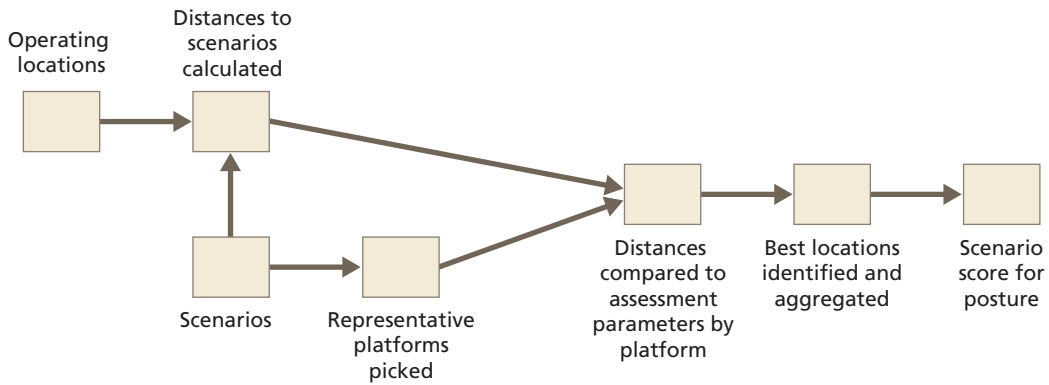 Operating
locations
Distances to
scenarios
calculated
Scenarios
Representative
platforms
picked
Distances
compared to
assessment
parameters by
platform
Best locations
identified and
aggregated
Scenario
score for
posture